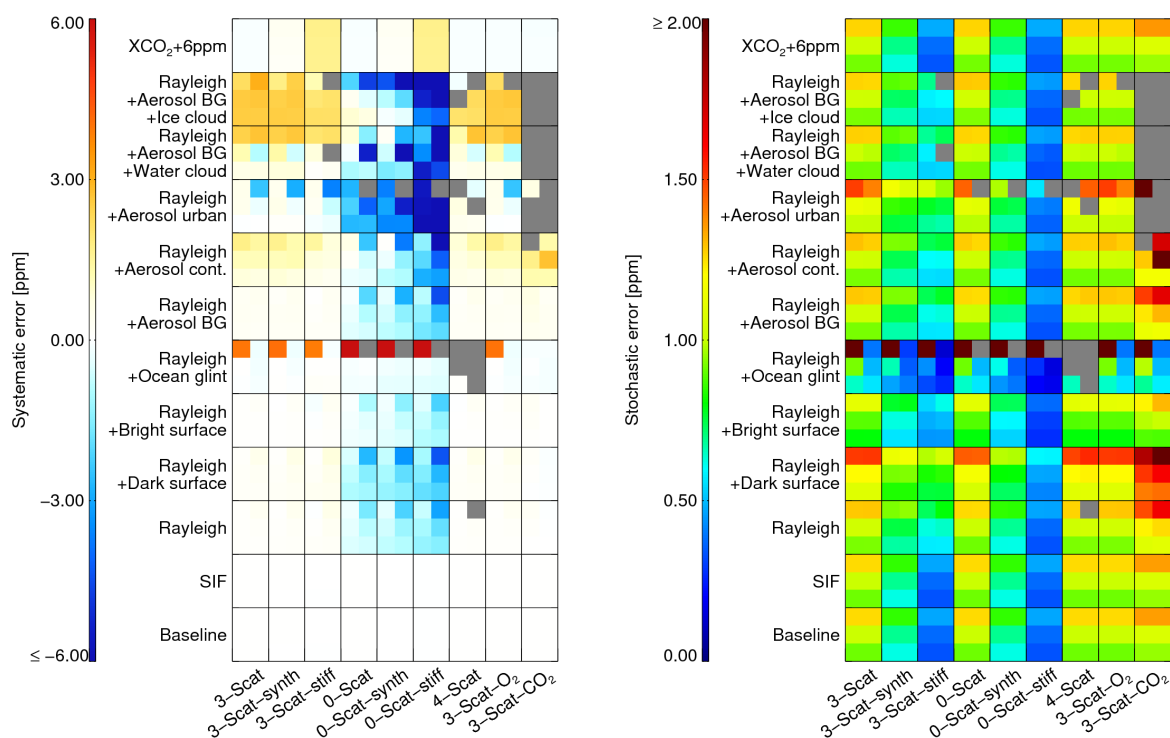 6.00
3.00
0.00
−3.00
≤ −6.00
Systematic error [ppm]
XCO₂+6ppm
Rayleigh
+Aerosol BG
+Ice cloud
Rayleigh
+Aerosol BG
+Water cloud
Rayleigh
+Aerosol urban
Rayleigh
+Aerosol cont.
Rayleigh
+Aerosol BG
Rayleigh
+Ocean glint
Rayleigh
+Bright surface
Rayleigh
+Dark surface
Rayleigh
SIF
Baseline
3−Scat
3−Scat−synth
3−Scat−stiff
0−Scat
0−Scat−synth
0−Scat−stiff
4−Scat
3−Scat−O₂
3−Scat−CO₂
≥ 2.00
1.50
1.00
0.50
0.00
Stochastic error [ppm]
XCO₂+6ppm
Rayleigh
+Aerosol BG
+Ice cloud
Rayleigh
+Aerosol BG
+Water cloud
Rayleigh
+Aerosol urban
Rayleigh
+Aerosol cont.
Rayleigh
+Aerosol BG
Rayleigh
+Ocean glint
Rayleigh
+Bright surface
Rayleigh
+Dark surface
Rayleigh
SIF
Baseline
3−Scat
3−Scat−synth
3−Scat−stiff
0−Scat
0−Scat−synth
0−Scat−stiff
4−Scat
3−Scat−O₂
3−Scat−CO₂